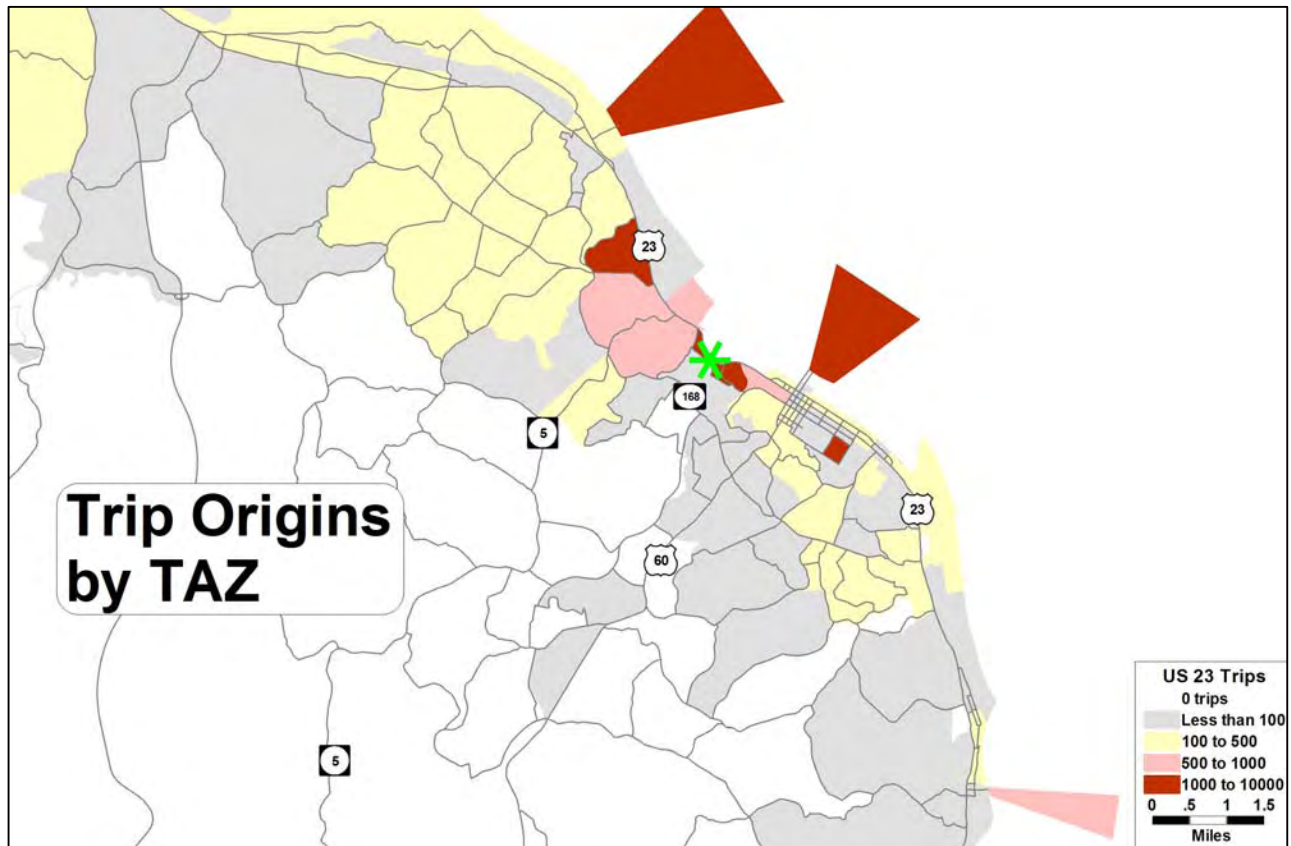 23
168
5
Trip Origins
by TAZ
23
60
5
US 23 Trips
0 trips
Less than 100
100 to 500
500 to 1000
1000 to 10000
0 .5 1 1.5
Miles